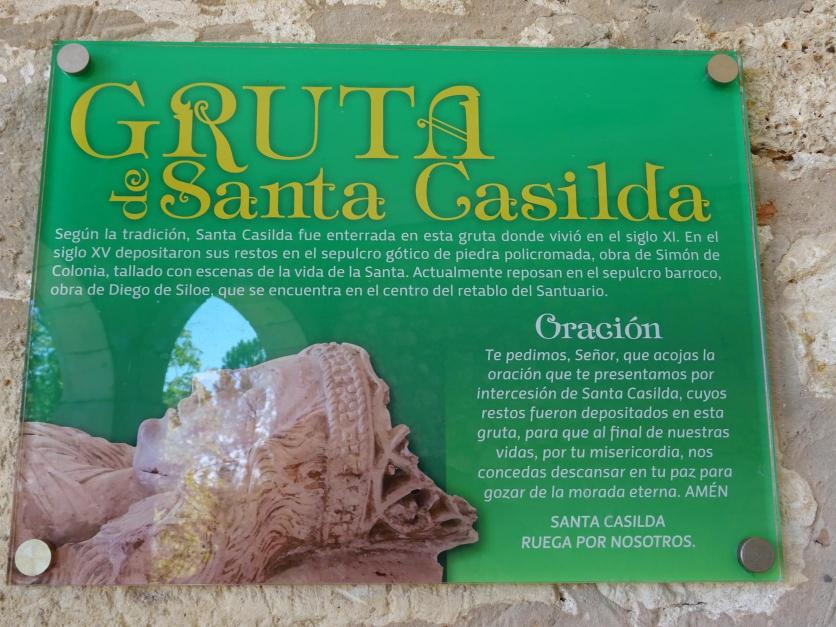 GRUTA
de Santa Casilda
Según la tradición, Santa Casilda fue enterrada en esta gruta donde vivió en el siglo XI. En el
siglo XV depositaron sus restos en el sepulcro gótico de piedra policromada, obra de Simón de
Colonia, tallado con escenas de la vida de la Santa. Actualmente reposan en el sepulcro barroco,
obra de Diego de Siloe, que se encuentra en el centro del retablo del Santuario.
Oración
Te pedimos, Señor, que acojas la
oración que te presentamos por
intercesión de Santa Casilda, cuyos
restos fueron depositados en esta
gruta, para que al final de nuestras
vidas, por tu misericordia, nos
concedas descansar en tu paz para
gozar de la morada eterna. AMÉN
SANTA CASILDA
RUEGA POR NOSOTROS.